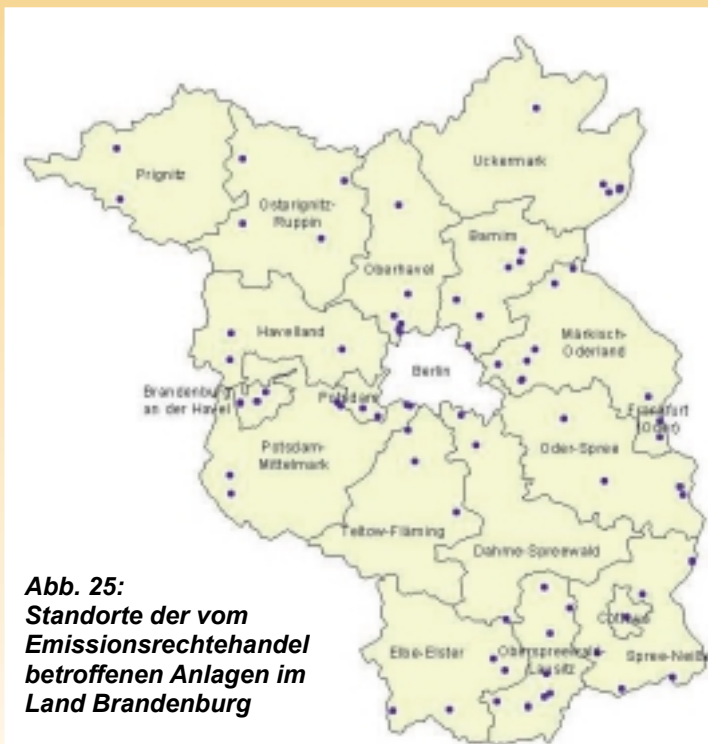 Uckermark
Prignitz
Ostprignitz-
Ruppin
Barnim
Oberhavel
Havelland
Märkisch-
Oderland
Berlin
Brandenburg
an der Havel
Potsdam
Frankfurt
(Oder)
Oder-Spree
Potsdam-
Mittelmark
Teltow-Fläming
Dahme-Spreewald
Abb. 25:
Standorte der vom
Emissionsrechtehandel
betroffenen Anlagen im
Land Brandenburg
Cottbus
Elbe-Elster
Oberspreewald-
Lausitz
Spree-Neiße